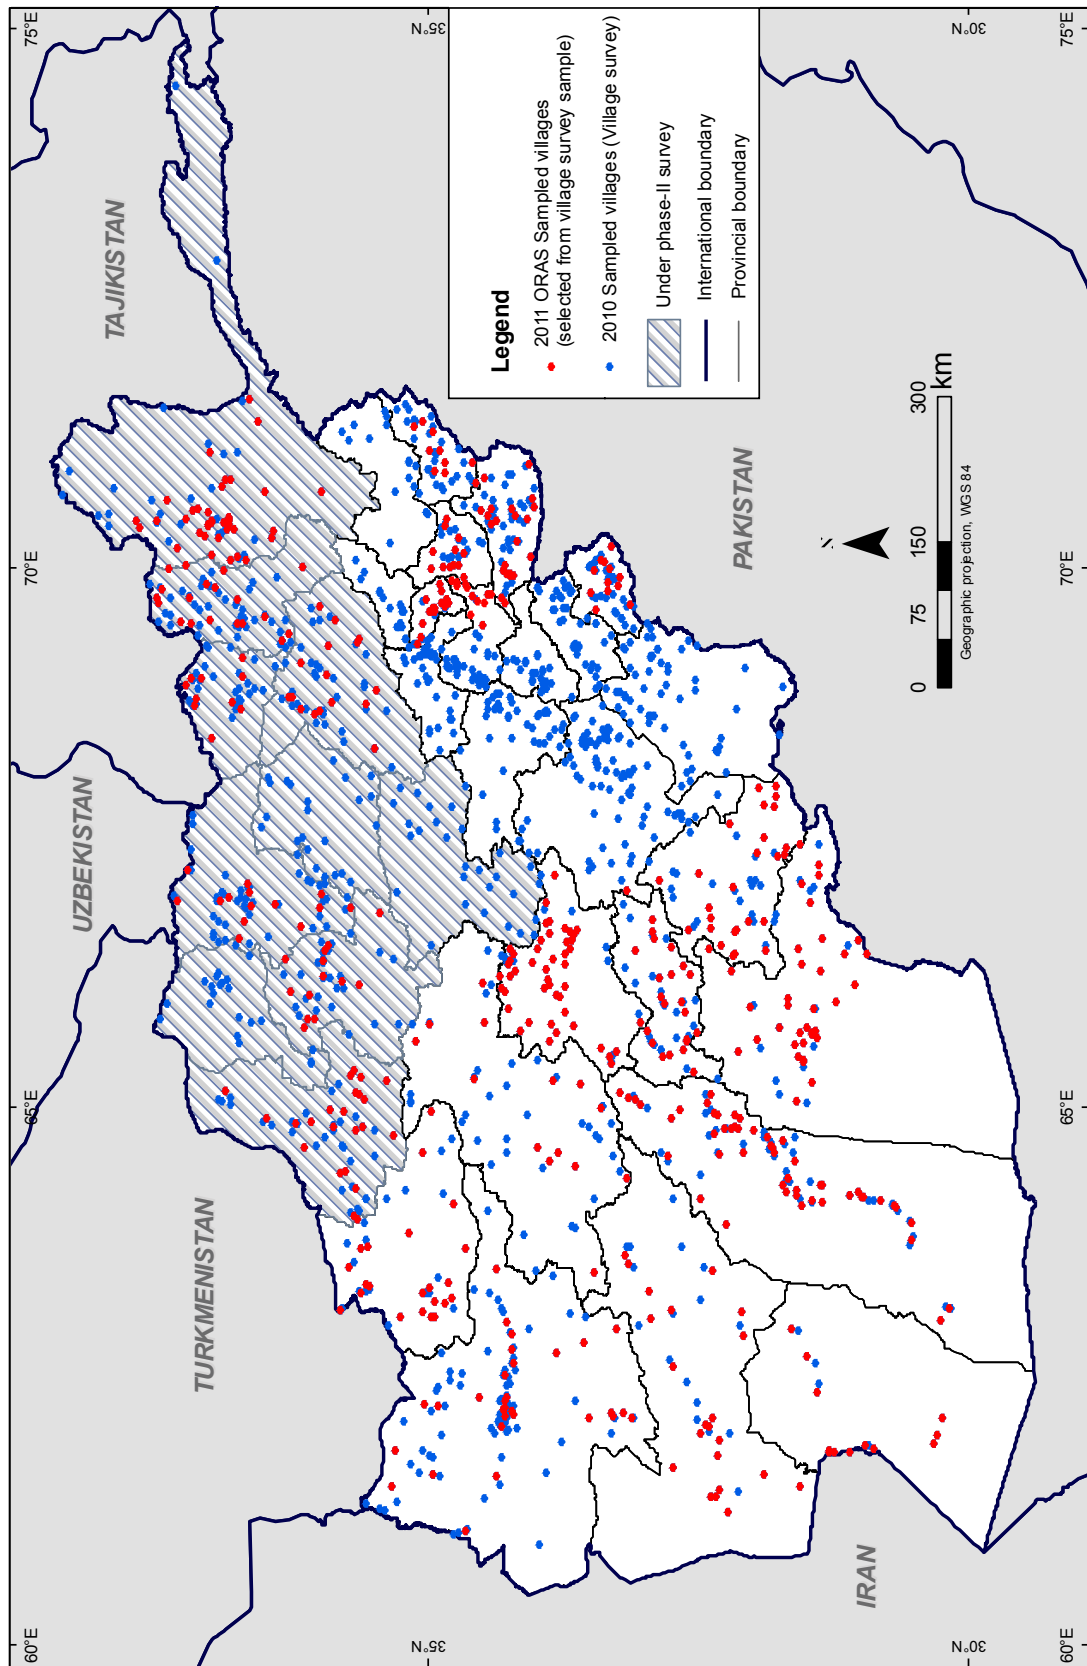 60°E
65°E
70°E
75°E
UZBEKISTAN
TAJIKISTAN
TURKMENISTAN
35°N
35°N
Legend
2011 ORAS Sampled villages
(selected from village survey sample)
2010 Sampled villages (Village survey)
Under phase-II survey
International boundary
Provincial boundary
PAKISTAN
N
0 75 150 300
km
Geographic projection, WGS 84
IRAN
30°N
30°N
60°E
65°E
70°E
75°E